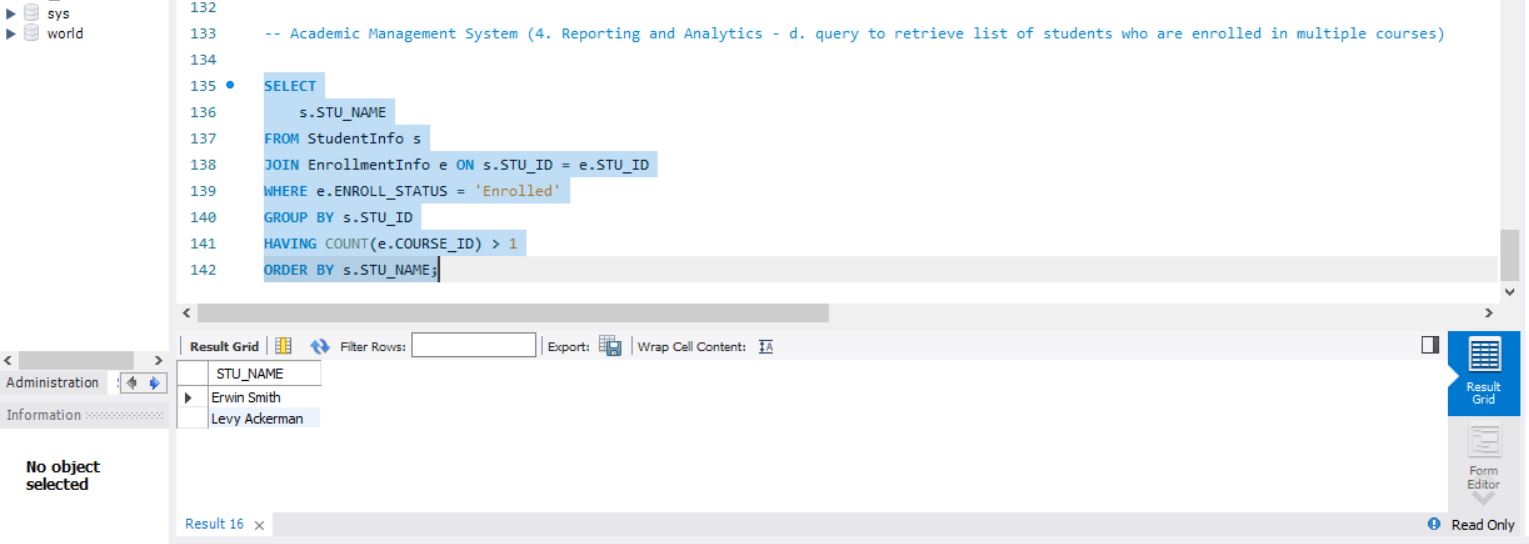 sys
world
132
133 -- Academic Management System (4. Reporting and Analytics - d. query to retrieve list of students who are enrolled in multiple courses)
134
135 SELECT
136 s.STU_NAME
137 FROM StudentInfo s
138 JOIN EnrollmentInfo e ON s.STU_ID = e.STU_ID
139 WHERE e.ENROLL_STATUS = 'Enrolled'
140 GROUP BY s.STU_ID
141 HAVING COUNT(e.COURSE_ID) > 1
142 ORDER BY s.STU_NAME;
Result Grid Filter Rows: Export: Wrap Cell Content:
STU_NAME
Erwin Smith
Levy Ackerman
Administration
Information
No object
selected
Result
Grid
Form
Editor
Result 16
Read Only